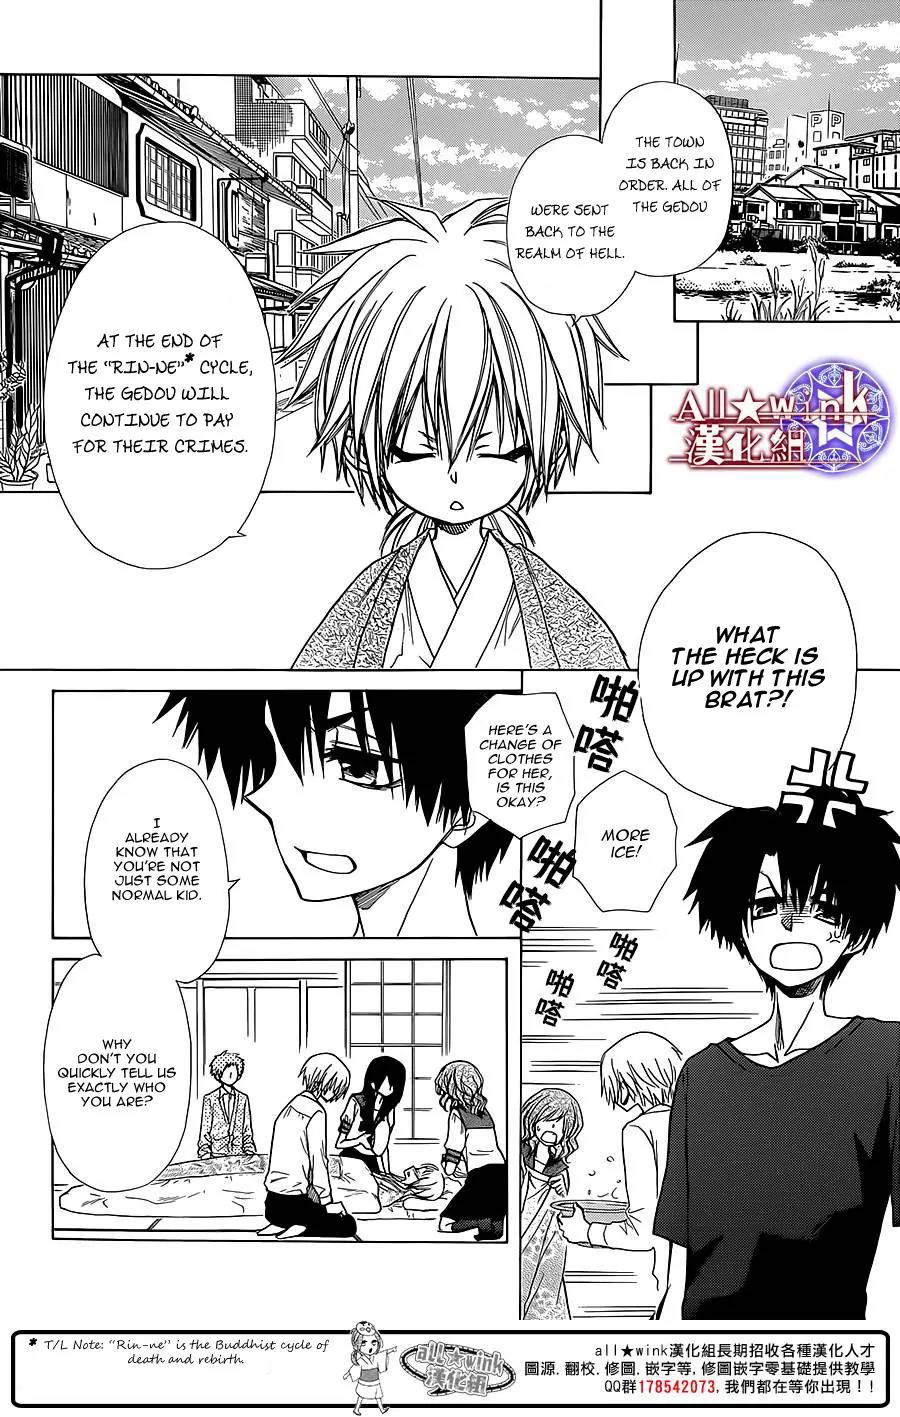 THE TOWN
IS BACK IN
ORDER. ALL OF
THE GEDOU
WERE SENT
BACK TO THE
REALM OF HELL.
AT THE END OF
THE "RIN-NE"* CYCLE,
THE GEDOU WILL
CONTINUE TO PAY
FOR THEIR CRIMES.
All★wink
漢化組
WHAT
THE HECK IS
UP WITH THIS
BRAT?!
啪嗒
HERE'S A
CHANGE OF
CLOTHES
FOR HER,
IS THIS
OKAY?
MORE
ICE!
啪嗒
啪嗒
啪嗒
I
ALREADY
KNOW THAT
YOU'RE NOT
JUST SOME
NORMAL KID.
WHY
DON'T YOU
QUICKLY TELL US
EXACTLY WHO
YOU ARE?
* T/L Note: "Rin-ne" is the Buddhist cycle of
death and rebirth.
all★wink
漢化組
all★wink漢化組長期招收各種漢化人才
圖源. 翻校. 修圖. 嵌字等, 修圖嵌字零基礎提供教學
QQ群178542073, 我們都在等你出現！！